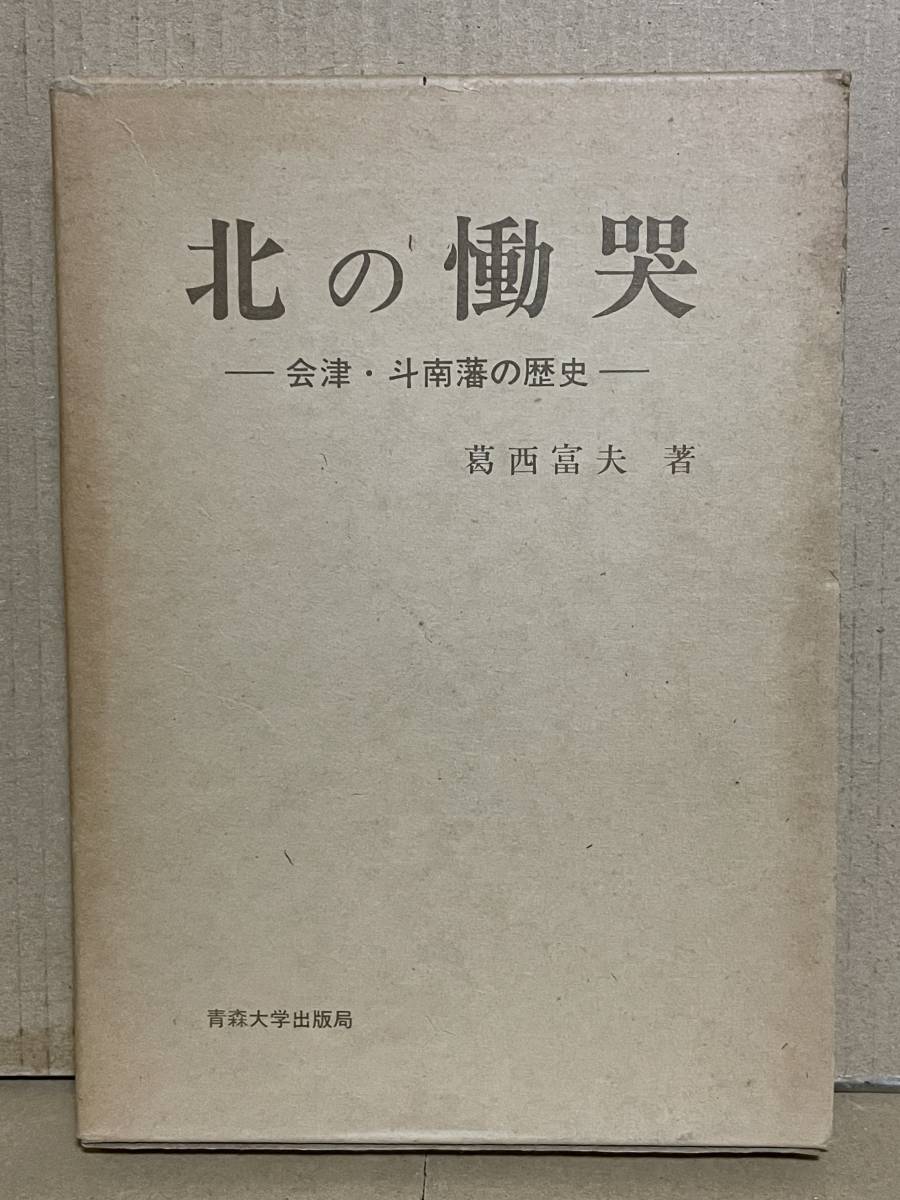 北の慟哭
― 会津・斗南藩の歴史 ―
葛西富夫 著
青森大学出版局